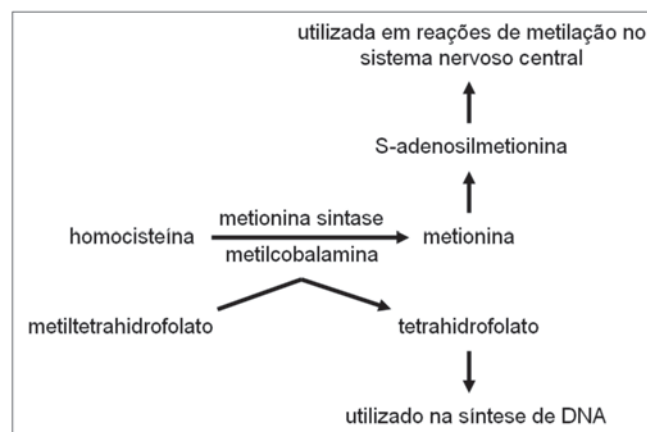 utilizada em reações de metilação no
sistema nervoso central
S-adenosilmetionina
metionina sintase
homocisteína
metionina
metilcobalamina
metiltetrahidrofolato
tetrahidrofolato
utilizado na síntese de DNA